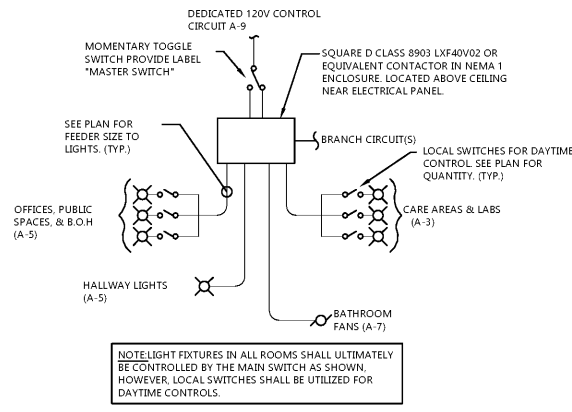 DEDICATED 120V CONTROL
CIRCUIT A-9
MOMENTARY TOGGLE
SWITCH PROVIDE LABEL
"MASTER SWITCH"
SQUARE D CLASS 8903 LXF40V02 OR
EQUIVALENT CONTACTOR IN NEMA 1
ENCLOSURE. LOCATED ABOVE CEILING
NEAR ELECTRICAL PANEL.
SEE PLAN FOR
FEEDER SIZE TO
LIGHTS. (TYP.)
BRANCH CIRCUIT(S)
LOCAL SWITCHES FOR DAYTIME
CONTROL. SEE PLAN FOR
QUANTITY. (TYP.)
OFFICES, PUBLIC
SPACES, & B.O.H
(A-5)
CARE AREAS & LABS
(A-3)
HALLWAY LIGHTS
(A-5)
BATHROOM
FANS (A-7)
NOTE:LIGHT FIXTURES IN ALL ROOMS SHALL ULTIMATELY
BE CONTROLLED BY THE MAIN SWITCH AS SHOWN,
HOWEVER, LOCAL SWITCHES SHALL BE UTILIZED FOR
DAYTIME CONTROLS.